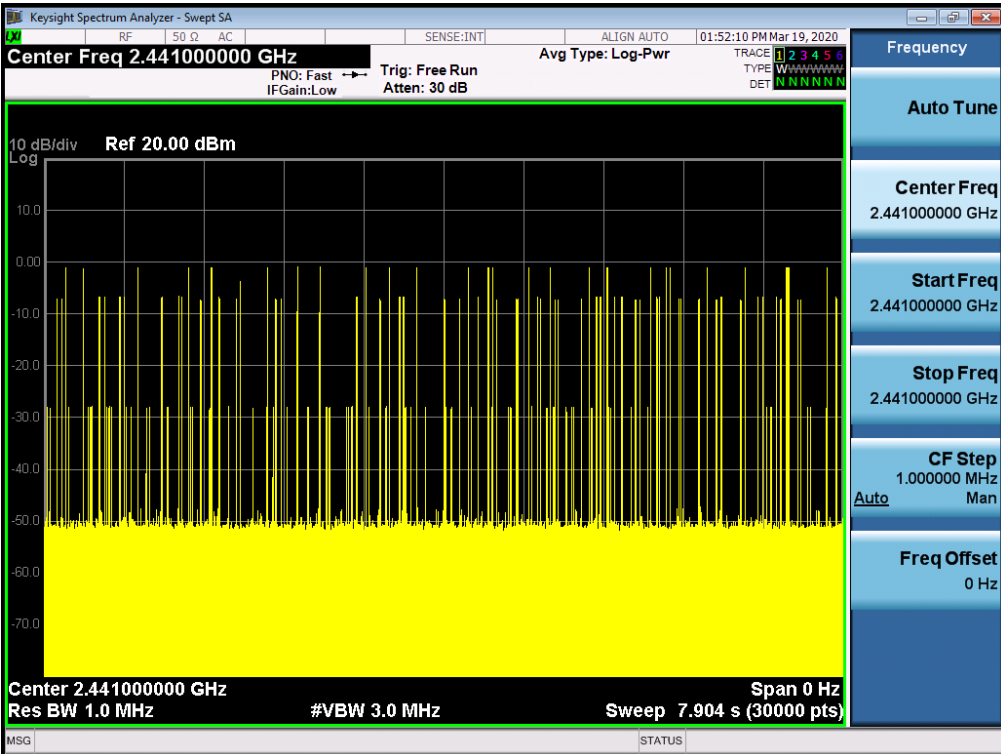 Keysight Spectrum Analyzer - Swept SA
LXI RF 50 Ω AC SENSE:INT ALIGN AUTO 01:52:10 PM Mar 19, 2020
Center Freq 2.441000000 GHz Avg Type: Log-Pwr TRACE 1 2 3 4 5 6
PNO: Fast Trig: Free Run TYPE WWWWWW
IFGain:Low Atten: 30 dB DET N N N N N N
10 dB/div Ref 20.00 dBm
Log
10.0
0.00
-10.0
-20.0
-30.0
-40.0
-50.0
-60.0
-70.0
Center 2.441000000 GHz Span 0 Hz
Res BW 1.0 MHz #VBW 3.0 MHz Sweep 7.904 s (30000 pts)
MSG STATUS
Frequency
Auto Tune
Center Freq
2.441000000 GHz
Start Freq
2.441000000 GHz
Stop Freq
2.441000000 GHz
CF Step
1.000000 MHz
Auto Man
Freq Offset
0 Hz